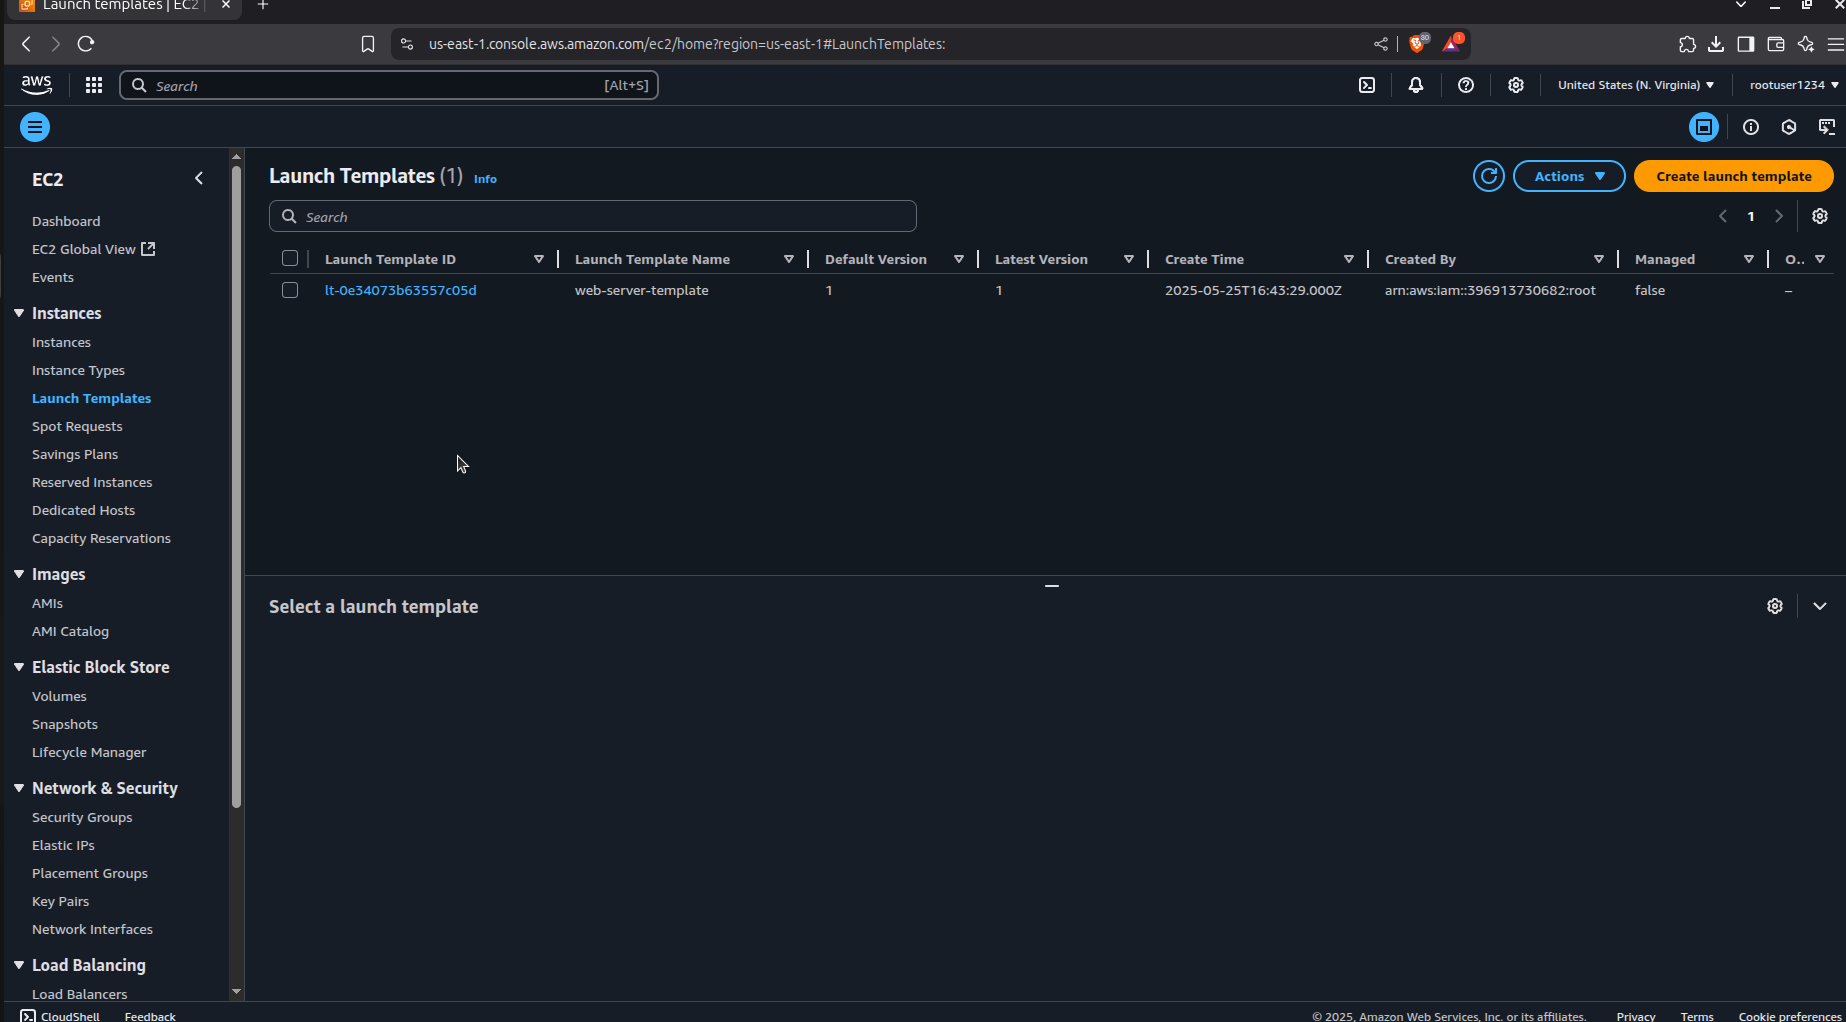 Launch templates | EC2
us-east-1.console.aws.amazon.com/ec2/home?region=us-east-1#LaunchTemplates:
80
1
aws
Search
[Alt+S]
United States (N. Virginia)
rootuser1234
EC2
Dashboard
EC2 Global View
Events
Instances
Instances
Instance Types
Launch Templates
Spot Requests
Savings Plans
Reserved Instances
Dedicated Hosts
Capacity Reservations
Images
AMIs
AMI Catalog
Elastic Block Store
Volumes
Snapshots
Lifecycle Manager
Network & Security
Security Groups
Elastic IPs
Placement Groups
Key Pairs
Network Interfaces
Load Balancing
Load Balancers
Launch Templates (1) Info
Actions
Create launch template
Search
1
Launch Template ID Launch Template Name Default Version Latest Version Create Time Created By Managed O..
lt-0e34073b63557c05d web-server-template 1 1 2025-05-25T16:43:29.000Z arn:aws:iam::396913730682:root false –
Select a launch template
CloudShell Feedback © 2025, Amazon Web Services, Inc. or its affiliates. Privacy Terms Cookie preferences